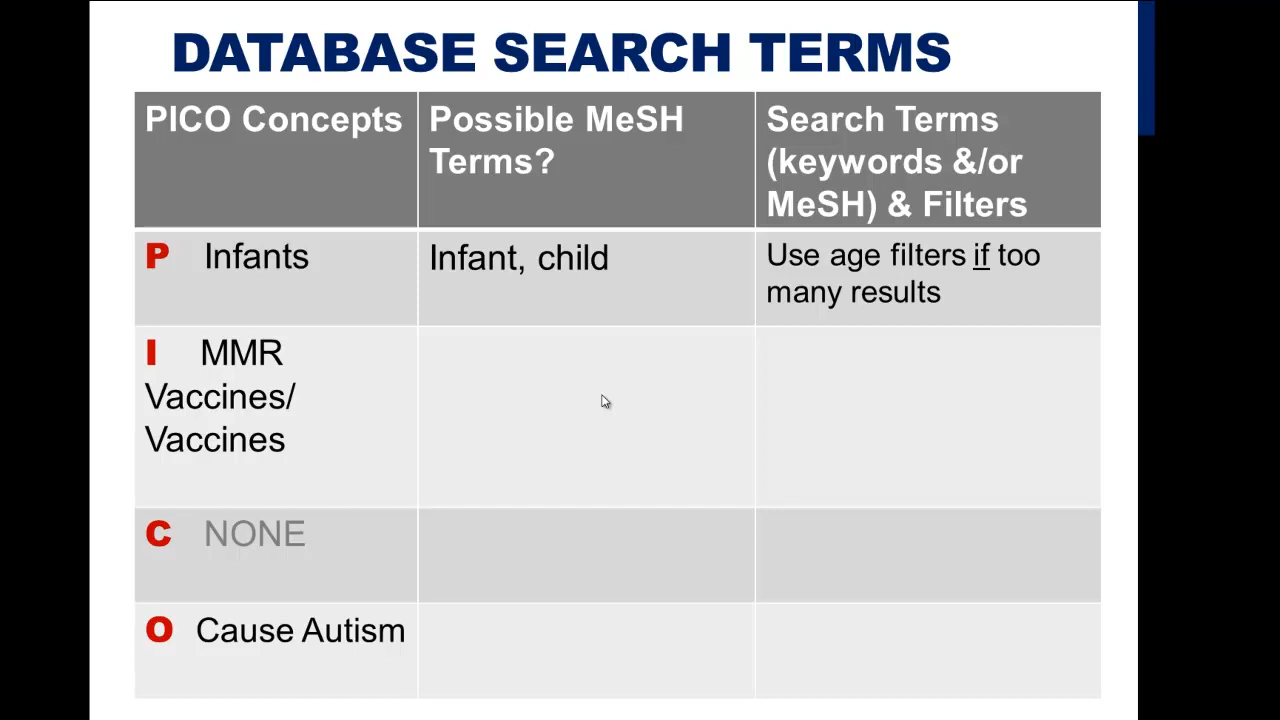 DATABASE SEARCH TERMS
PICO Concepts
Possible MeSH
Terms?
Search Terms
(keywords &/or
MeSH) & Filters
P Infants
Infant, child
Use age filters if too
many results
I MMR
Vaccines/
Vaccines
C NONE
O Cause Autism